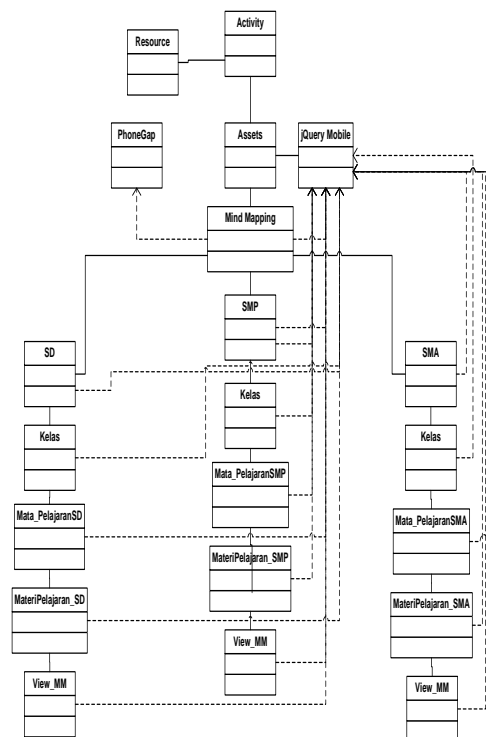 Activity
Resource
PhoneGap
Assets
jQuery Mobile
Mind Mapping
SMP
SD
SMA
Kelas
Kelas
Kelas
Mata_PelajaranSMP
Mata_PelajaranSD
Mata_PelajaranSMA
MateriPelajaran_SMP
MateriPelajaran_SD
MateriPelajaran_SMA
View_MM
View_MM
View_MM